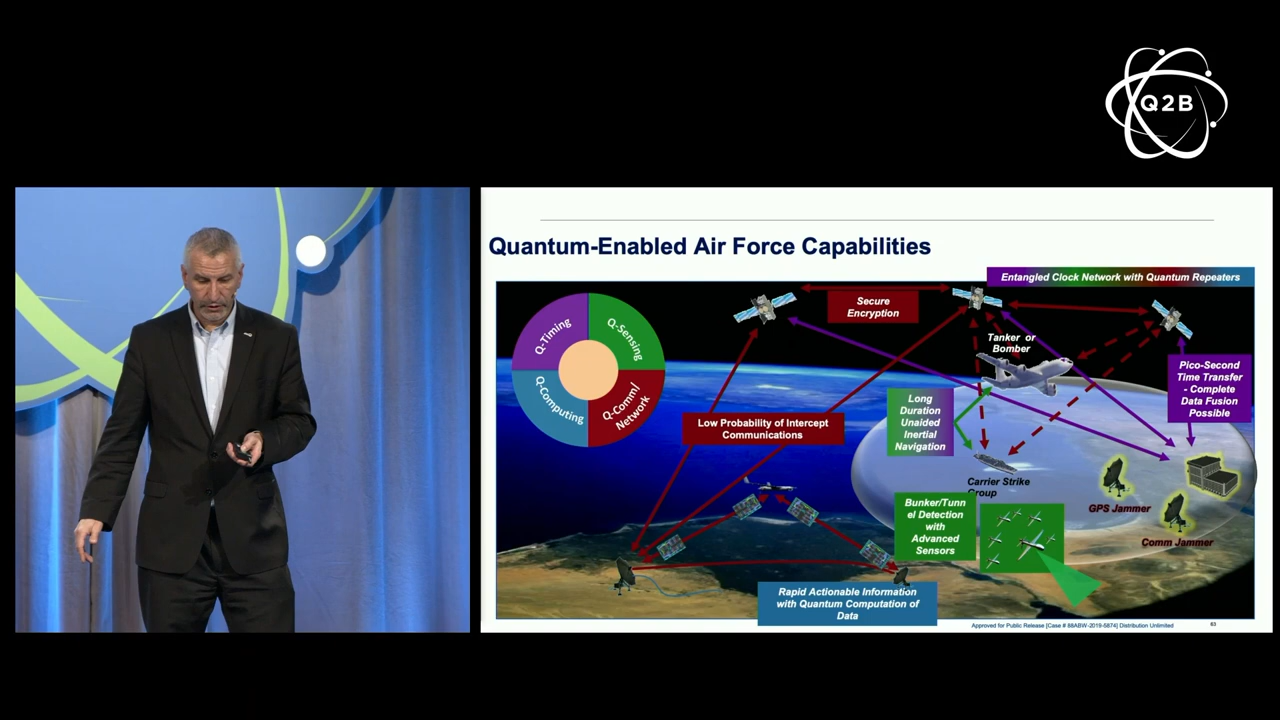 Q2B
Quantum-Enabled Air Force Capabilities
Entangled Clock Network with Quantum Repeaters
Q-Timing
Q-Sensing
Q-Computing
Q-Comm/
Network
Secure
Encryption
Tanker or
Bomber
Pico-Second
Time Transfer
- Complete
Data Fusion
Possible
Long
Duration
Unaided
Inertial
Navigation
Low Probability of Intercept
Communications
Carrier Strike
Group
GPS Jammer
Comm Jammer
Bunker/Tunn
el Detection
with
Advanced
Sensors
Rapid Actionable Information
with Quantum Computation of
Data
Approved for Public Release [Case # 88ABW-2019-5874] Distribution Unlimited
63